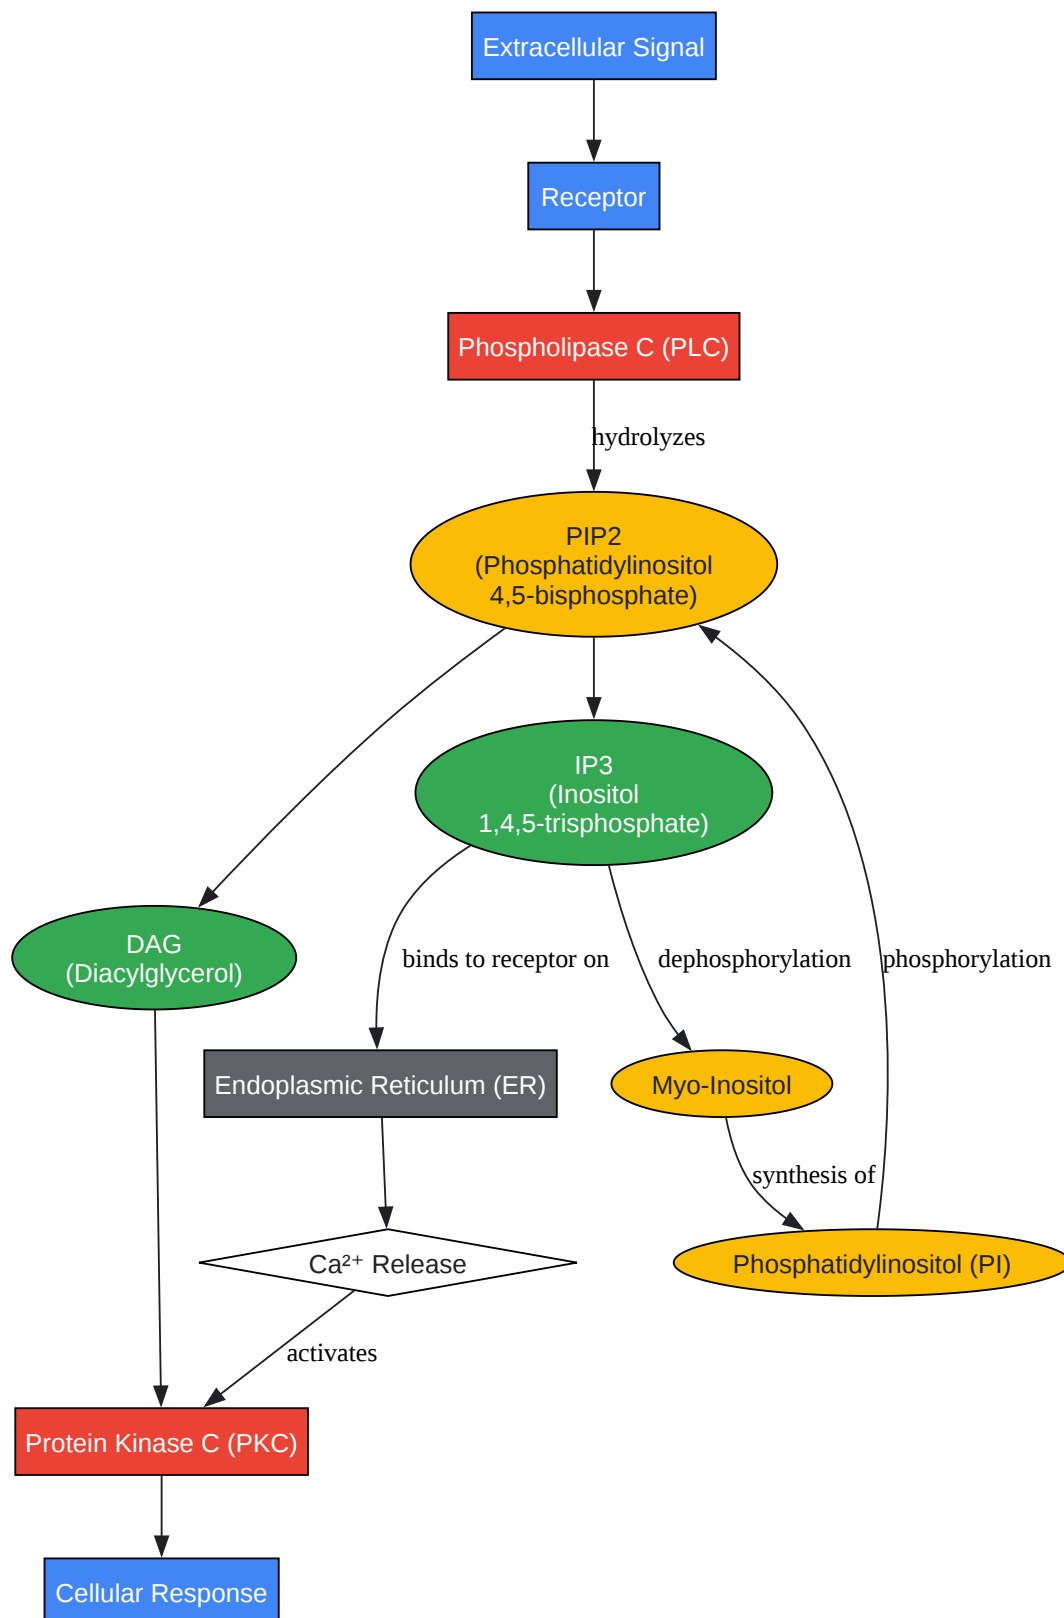 Extracellular Signal
Receptor
Phospholipase C (PLC)
hydrolyzes
PIP2
(Phosphatidylinositol
4,5-bisphosphate)
IP3
(Inositol
1,4,5-trisphosphate)
DAG
(Diacylglycerol)
binds to receptor on
dephosphorylation
phosphorylation
Endoplasmic Reticulum (ER)
Myo-Inositol
synthesis of
Ca²⁺ Release
Phosphatidylinositol (PI)
activates
Protein Kinase C (PKC)
Cellular Response